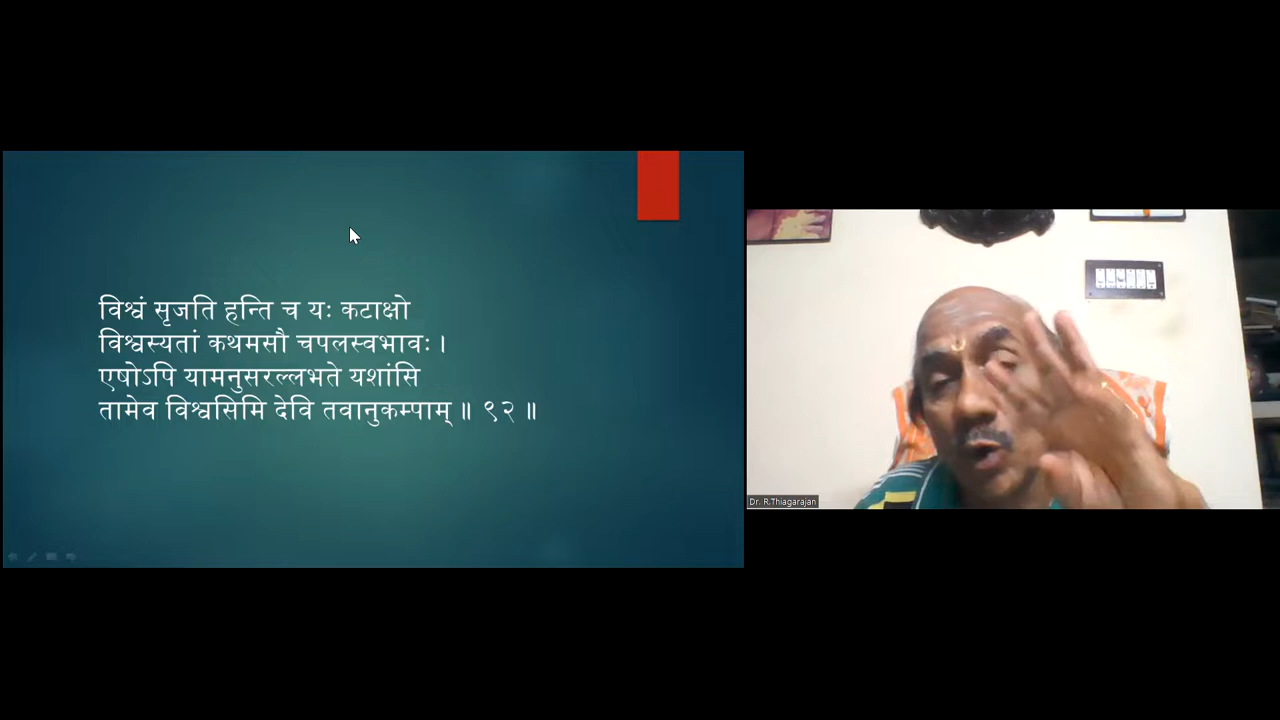 विश्वं सृजति हन्ति च यः कटाक्षो
विश्वस्यतां कथमसौ चपलस्वभावः ।
एषोऽपि यामनुसरल्लभते यशांसि
तामेव विश्वसिमि देवि तवानुकम्पाम् ॥ ९२ ॥
Dr. R.Thiagarajan